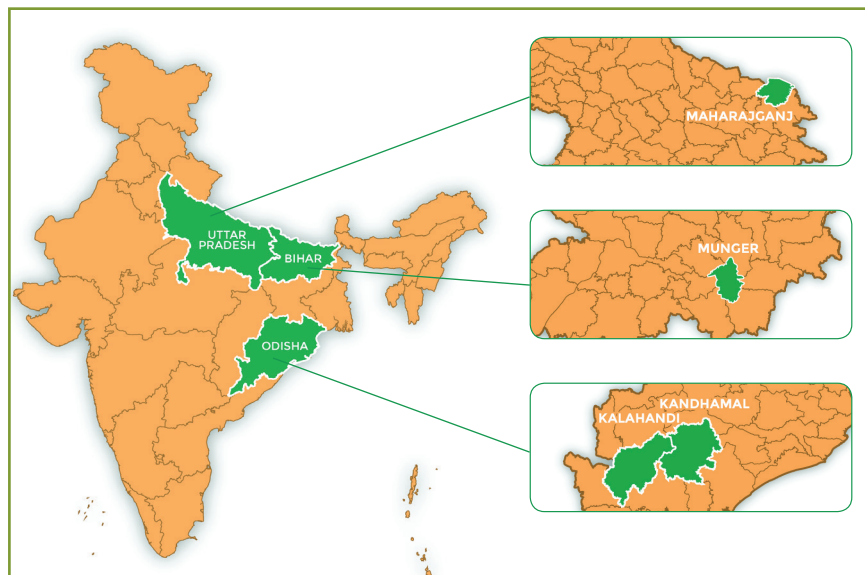 UTTAR
PRADESH
BIHAR
ODISHA
MAHARAJGANJ
MUNGER
KANDHAMAL
KALAHANDI